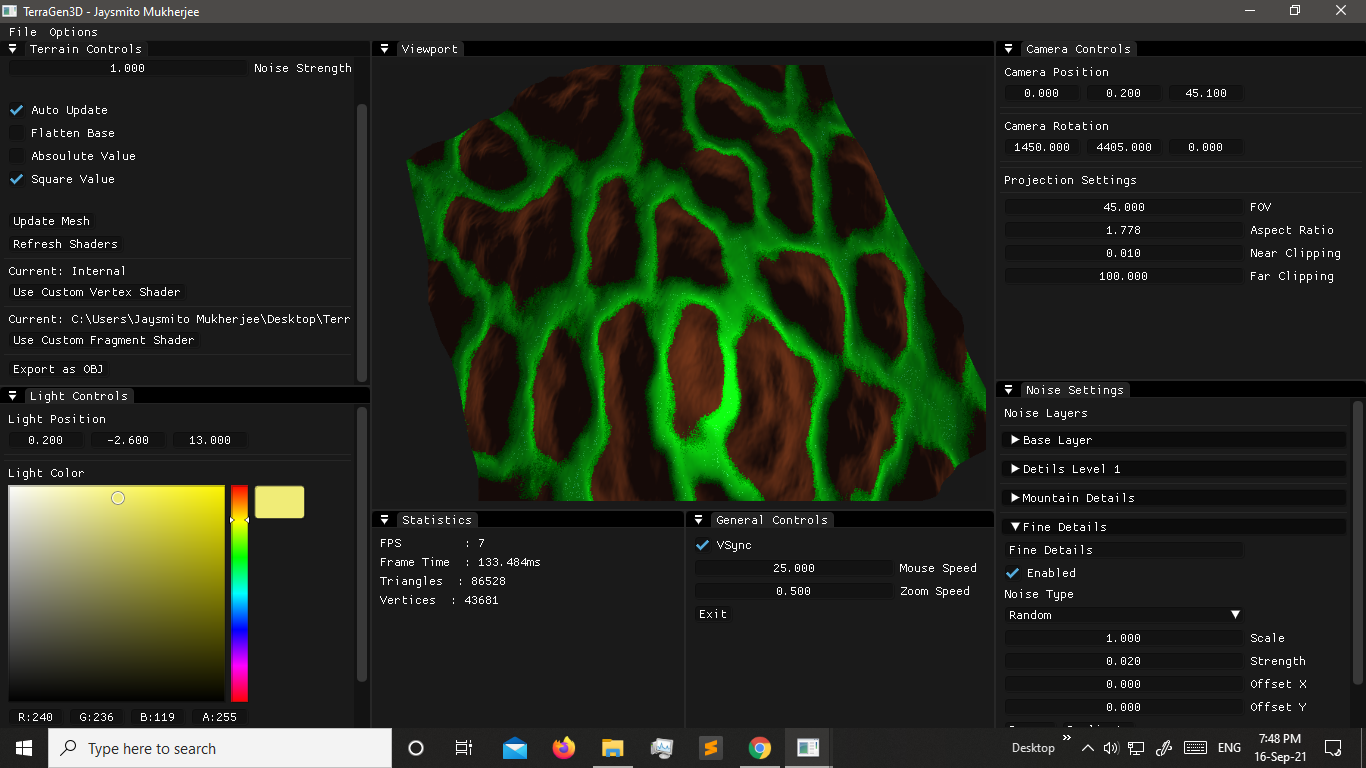 TerraGen3D - Jaysmito Mukherjee
File Options
Terrain Controls
1.000 Noise Strength
Auto Update
Flatten Base
Absoulute Value
Square Value
Update Mesh
Refresh Shaders
Current: Internal
Use Custom Vertex Shader
Current: C:\Users\Jaysmito Mukherjee\Desktop\Terr
Use Custom Fragment Shader
Export as OBJ
Light Controls
Light Position
0.200 -2.600 13.000
Light Color
R:240 G:236 B:119 A:255
Viewport
Statistics
FPS : 7
Frame Time : 133.484ms
Triangles : 86528
Vertices : 43681
General Controls
VSync
25.000 Mouse Speed
0.500 Zoom Speed
Exit
Camera Controls
Camera Position
0.000 0.200 45.100
Camera Rotation
1450.000 4405.000 0.000
Projection Settings
45.000 FOV
1.778 Aspect Ratio
0.010 Near Clipping
100.000 Far Clipping
Noise Settings
Noise Layers
Base Layer
Detils Level 1
Mountain Details
Fine Details
Fine Details
Enabled
Noise Type
Random
1.000 Scale
0.020 Strength
0.000 Offset X
0.000 Offset Y
Type here to search
Desktop
ENG
7:48 PM
16-Sep-21